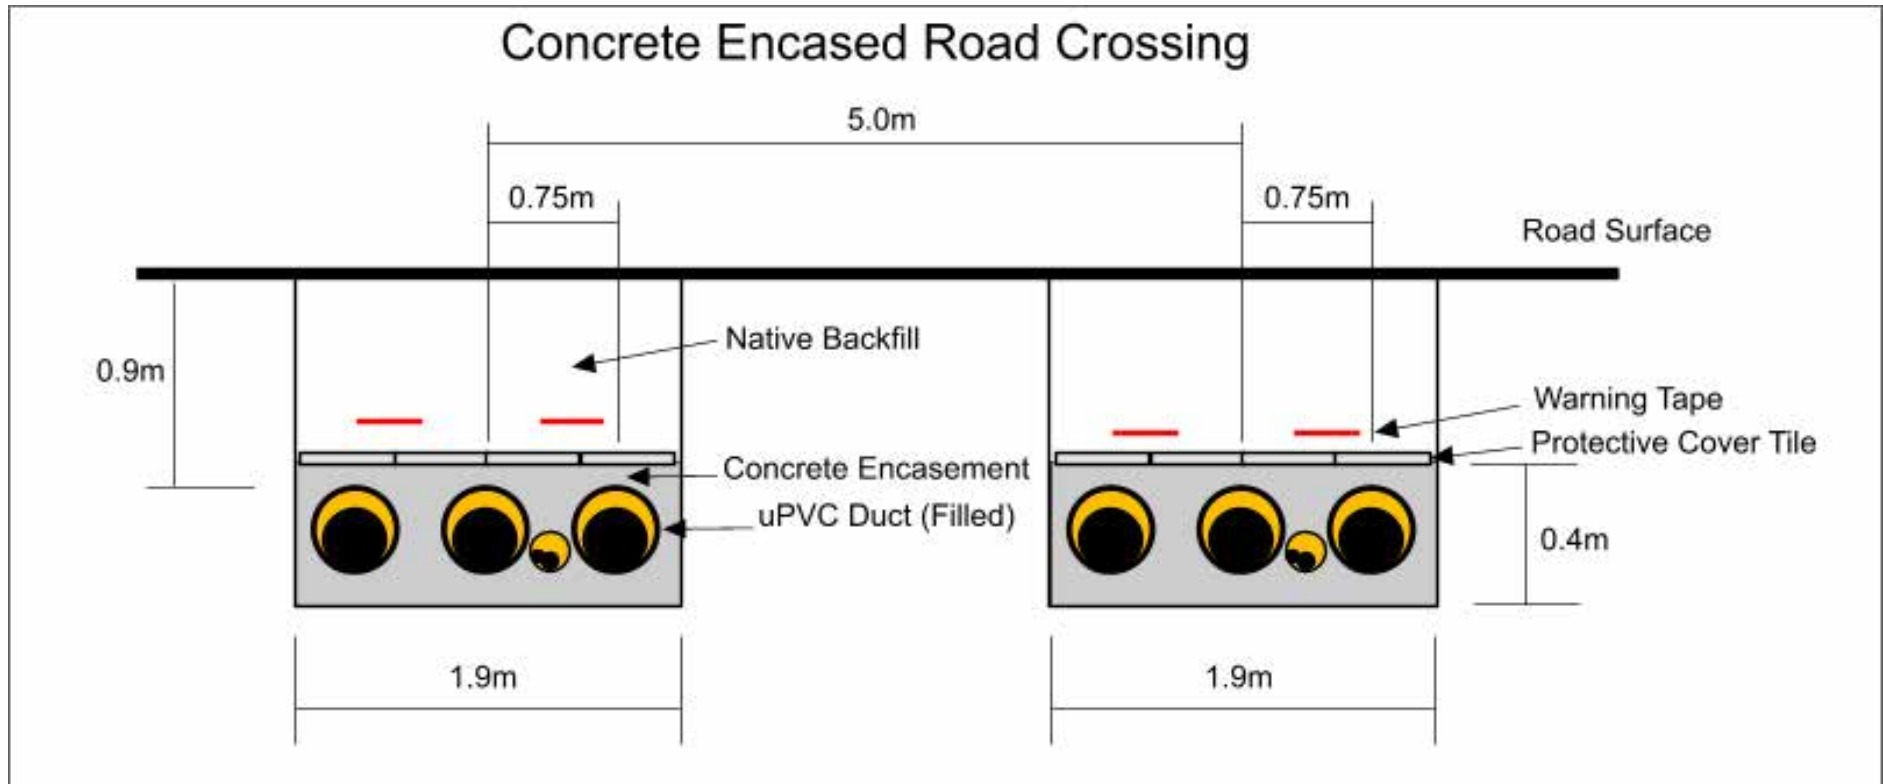 Concrete Encased Road Crossing
5.0m
0.75m
0.75m
Road Surface
Native Backfill
0.9m
Warning Tape
Protective Cover Tile
Concrete Encasement
uPVC Duct (Filled)
0.4m
1.9m
1.9m